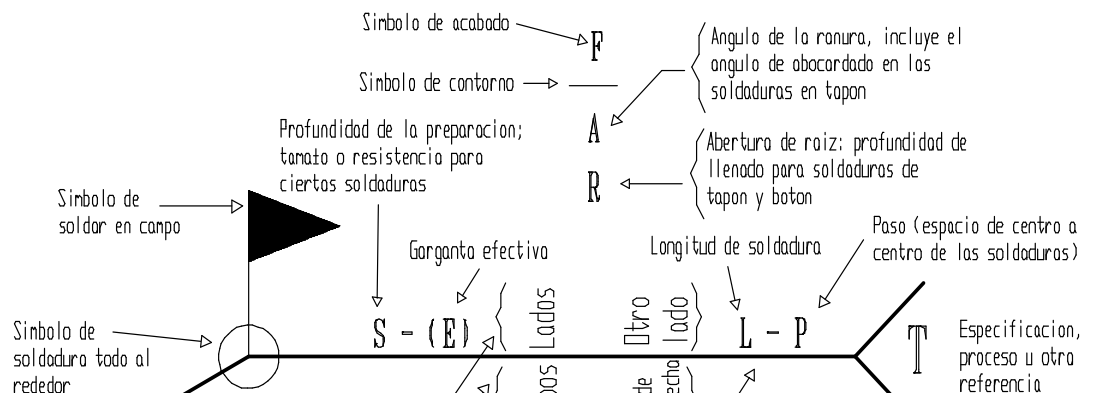 Simbolo de acabado
F
Simbolo de contorno
Angulo de la ranura, incluye el
angulo de abocardado en las
soldaduras en tapon
A
Profundidad de la preparacion;
tamaño o resistencia para
ciertas soldaduras
Abertura de raiz: profundidad de
llenado para soldaduras de
tapon y boton
R
Simbolo de
soldar en campo
Garganta efectiva
Longitud de soldadura
Paso (espacio de centro a
centro de las soldaduras)
S - (E)
Lados
Otro
lado
L - P
Simbolo de
soldadura todo al
rededor
T
Especificacion,
proceso u otra
referencia
de